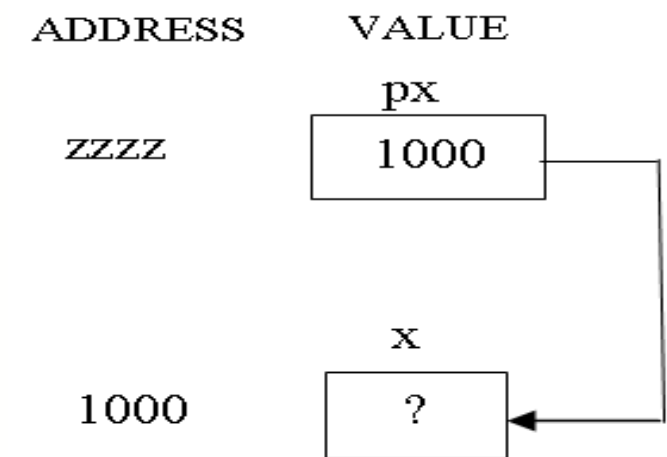 ADDRESS VALUE
px
zzzz 1000
x
1000 ?